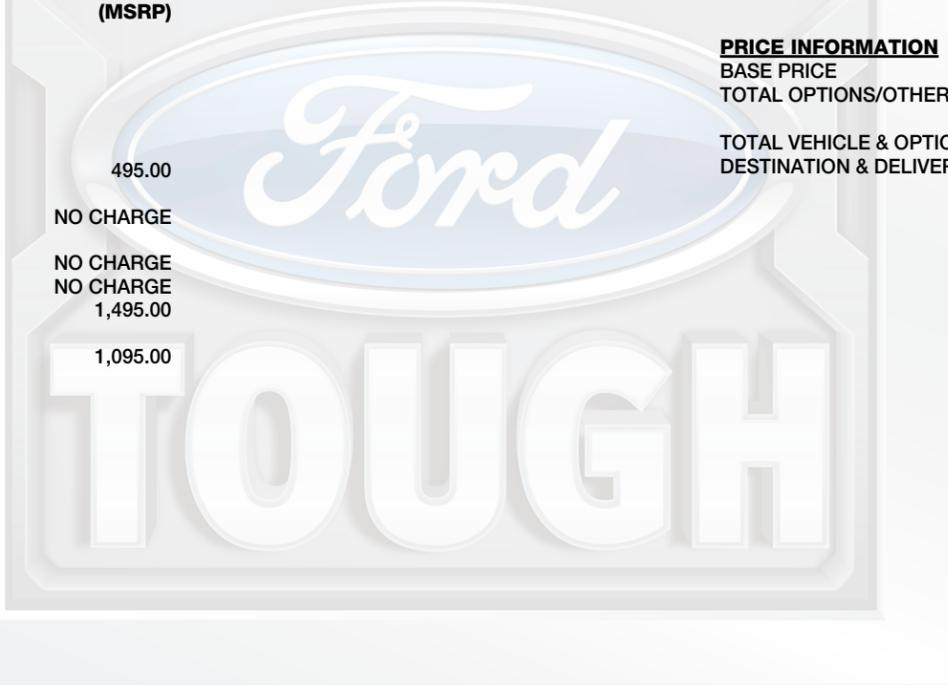 (MSRP)
PRICE INFORMATION
BASE PRICE
TOTAL OPTIONS/OTHER
TOTAL VEHICLE & OPTIO
DESTINATION & DELIVER
495.00
NO CHARGE
NO CHARGE
NO CHARGE
1,495.00
1,095.00
Ford
TOUGH